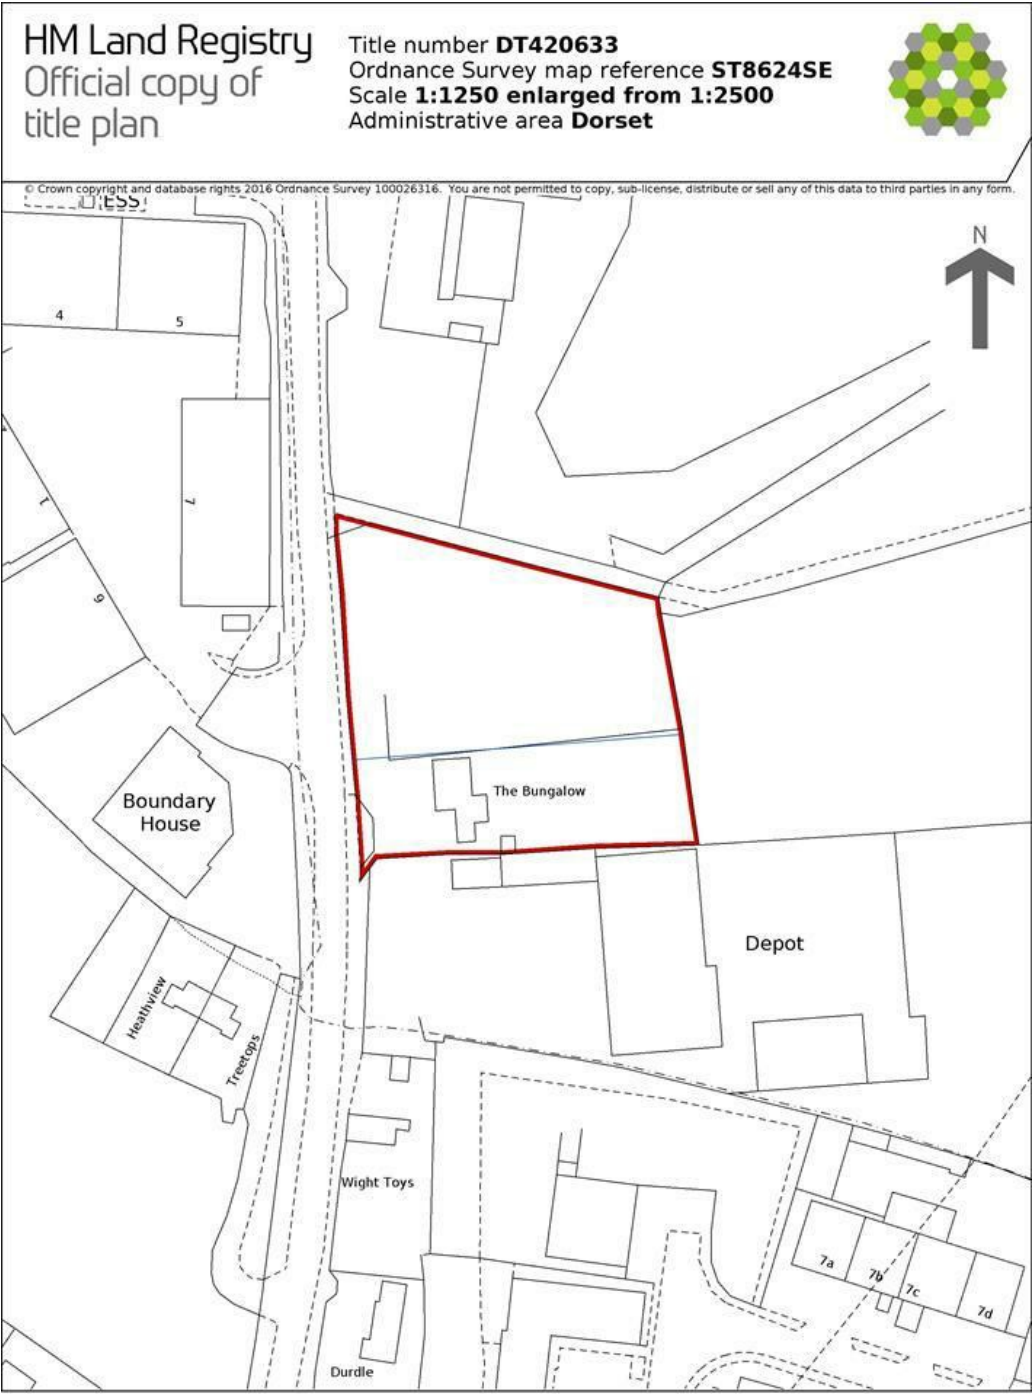 HM Land Registry
Official copy of
title plan
Title number DT420633
Ordnance Survey map reference ST8624SE
Scale 1:1250 enlarged from 1:2500
Administrative area Dorset
© Crown copyright and database rights 2016 Ordnance Survey 100026316. You are not permitted to copy, sub-license, distribute or sell any of this data to third parties in any form.
ESS
N
4
5
7
1
6
The Bungalow
Boundary
House
Depot
Heathview
Treetops
Wight Toys
7a
7b
7c
7d
Durdle